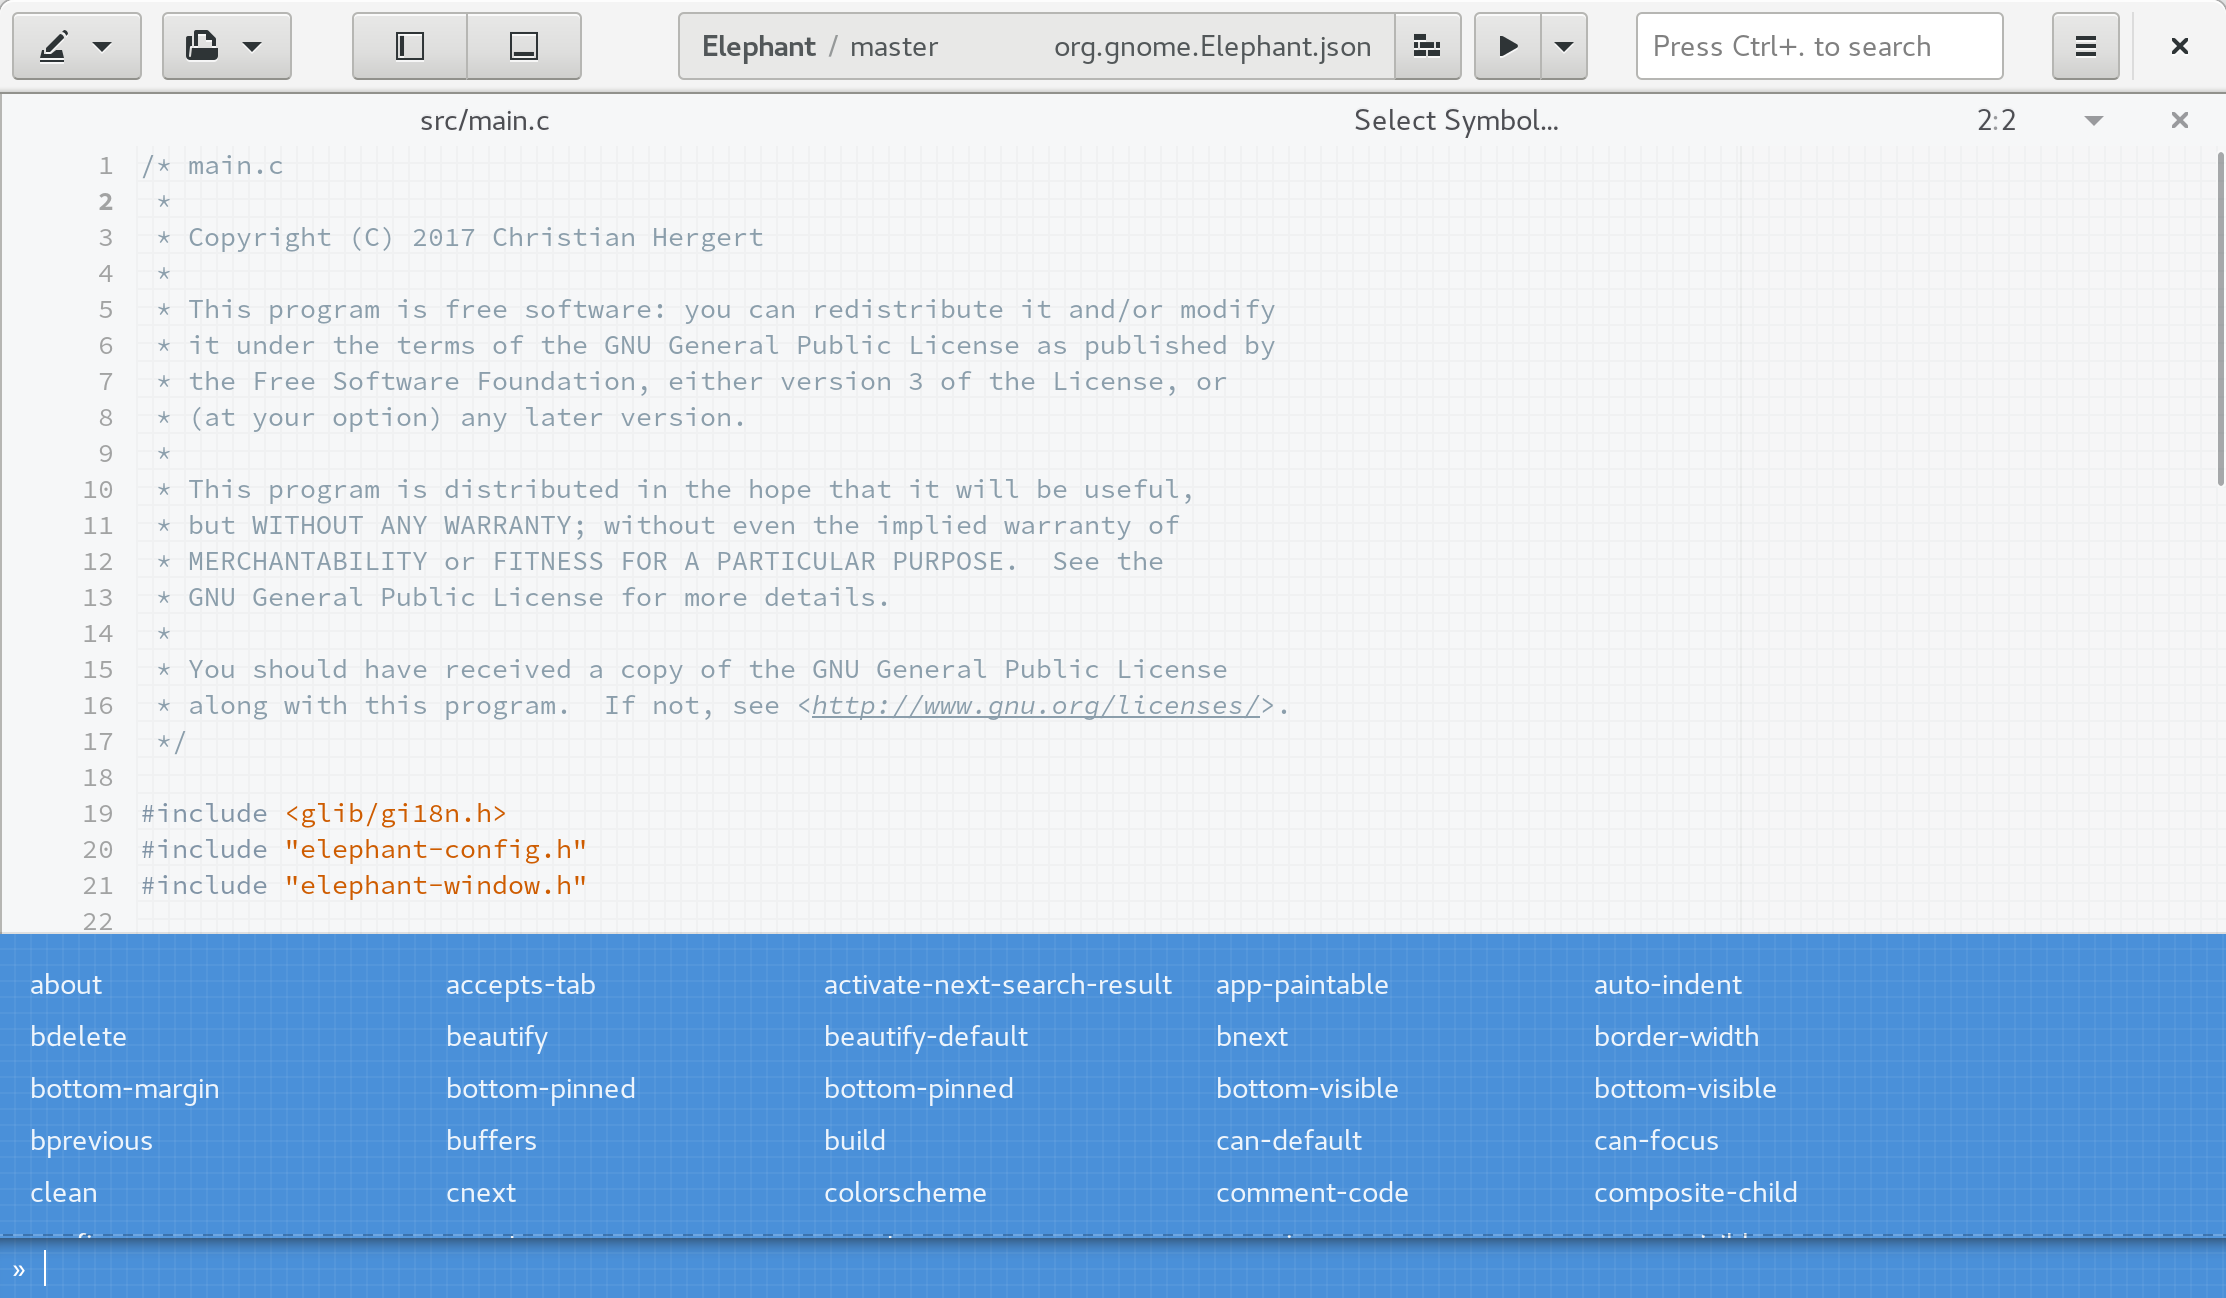 Elephant / master org.gnome.Elephant.json Press Ctrl+. to search
src/main.c Select Symbol... 2:2
1 /* main.c
2  *
3  * Copyright (C) 2017 Christian Hergert
4  *
5  * This program is free software: you can redistribute it and/or modify
6  * it under the terms of the GNU General Public License as published by
7  * the Free Software Foundation, either version 3 of the License, or
8  * (at your option) any later version.
9  *
10  * This program is distributed in the hope that it will be useful,
11  * but WITHOUT ANY WARRANTY; without even the implied warranty of
12  * MERCHANTABILITY or FITNESS FOR A PARTICULAR PURPOSE.  See the
13  * GNU General Public License for more details.
14  *
15  * You should have received a copy of the GNU General Public License
16  * along with this program.  If not, see <http://www.gnu.org/licenses/>.
17  */
18
19 #include <glib/gi18n.h>
20 #include "elephant-config.h"
21 #include "elephant-window.h"
22
about accepts-tab activate-next-search-result app-paintable auto-indent
bdelete beautify beautify-default bnext border-width
bottom-margin bottom-pinned bottom-pinned bottom-visible bottom-visible
bprevious buffers build can-default can-focus
clean cnext colorscheme comment-code composite-child
»